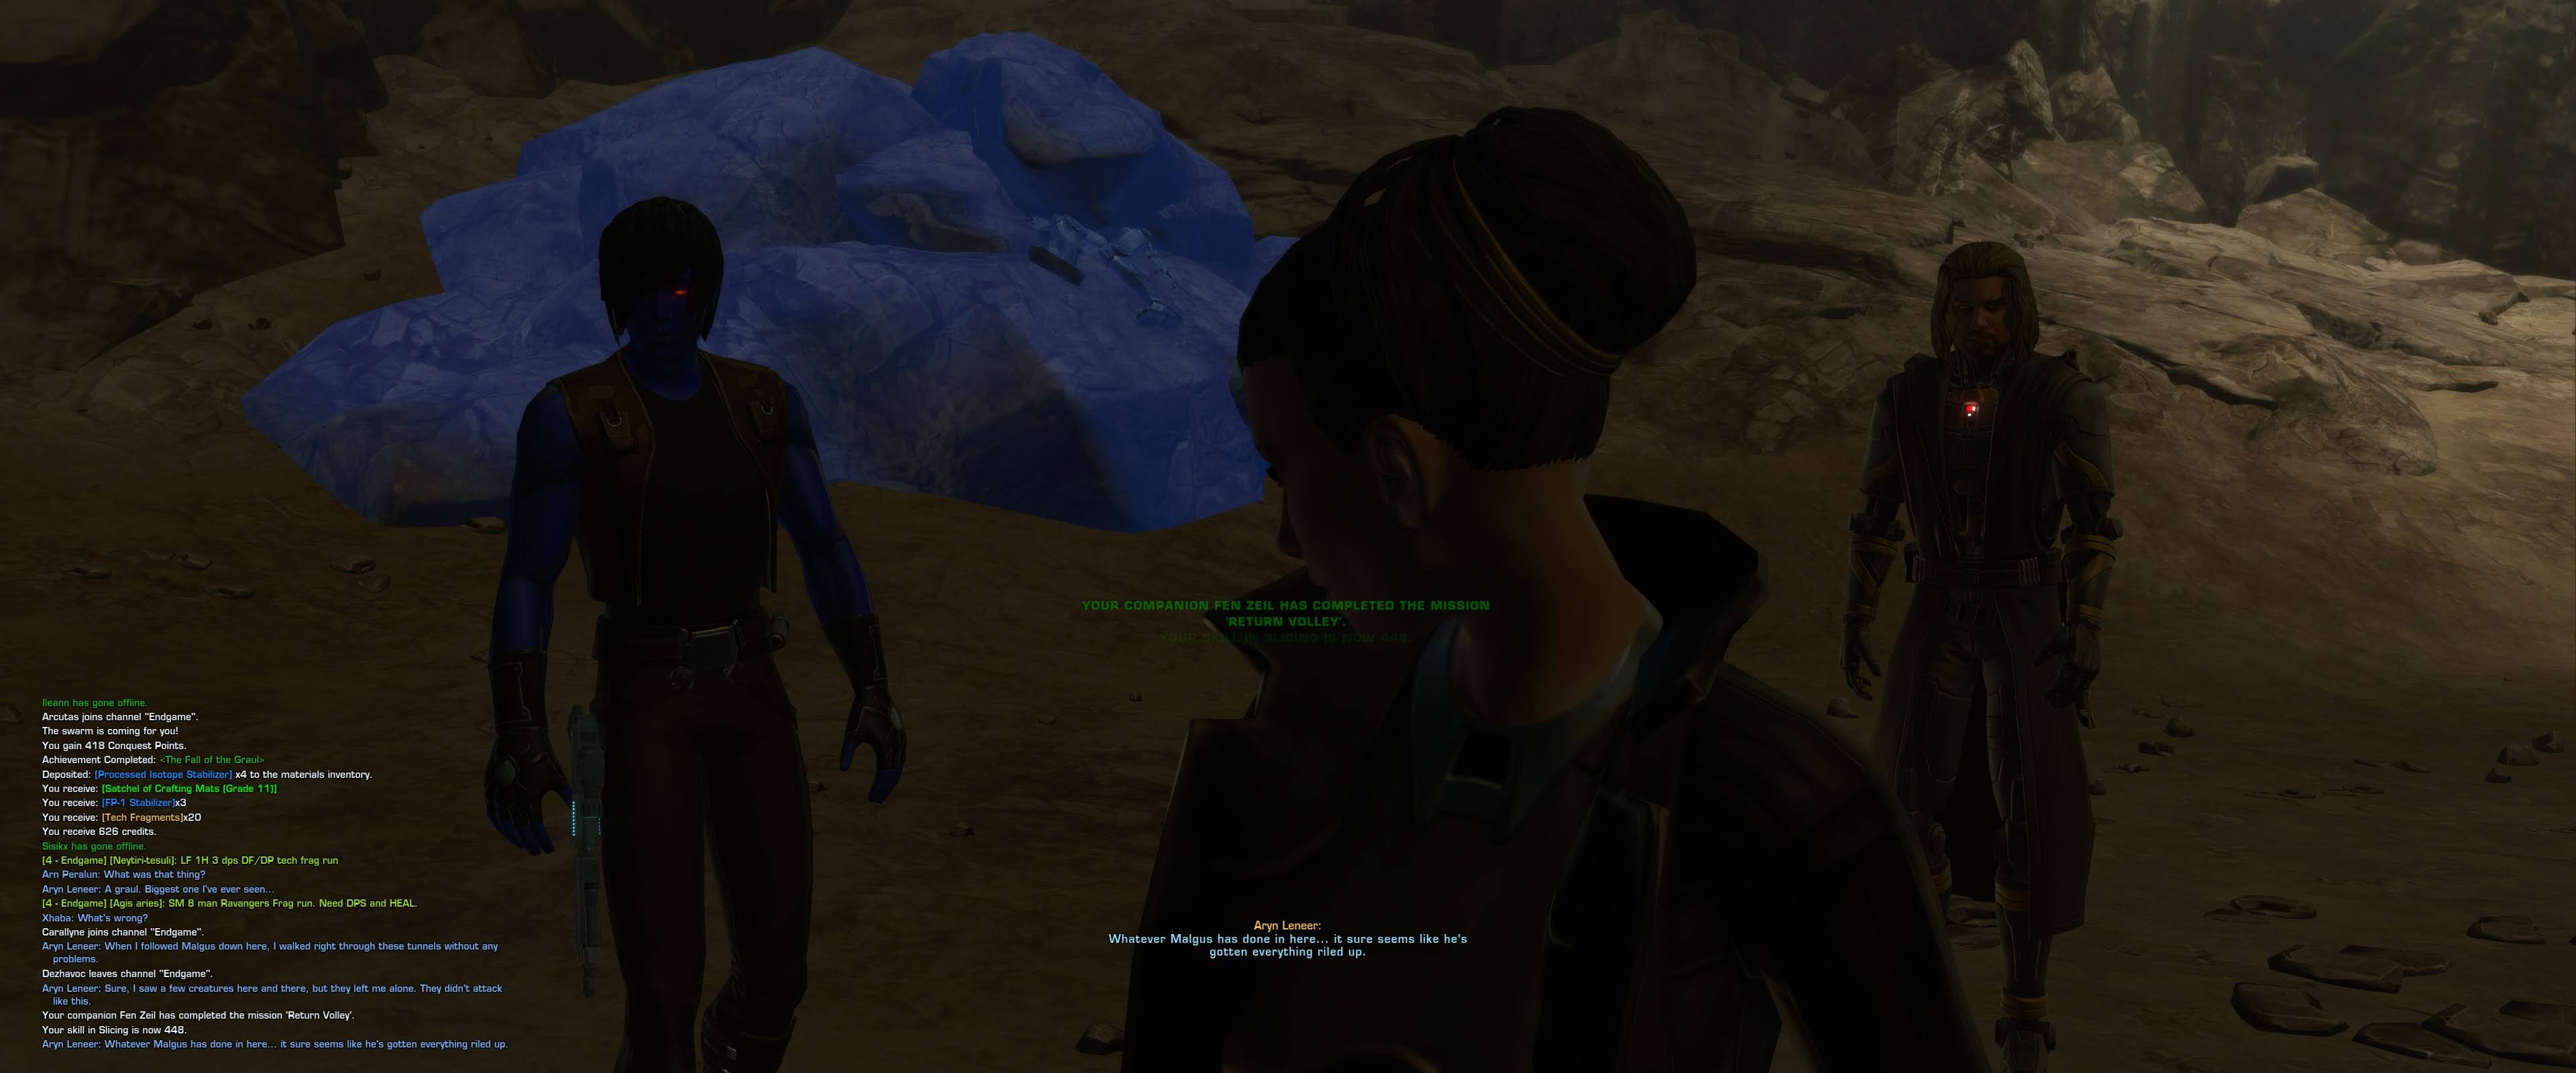 YOUR COMPANION FEN ZEIL HAS COMPLETED THE MISSION
'RETURN VOLLEY'.
YOUR SKILL IN SLICING IS NOW 448.
Ileann has gone offline.
Arcutas joins channel "Endgame".
The swarm is coming for you!
You gain 418 Conquest Points.
Achievement Completed: <The Fall of the Graul>
Deposited: [Processed Isotope Stabilizer] x4 to the materials inventory.
You receive: [Satchel of Crafting Mats (Grade 11)]
You receive: [FP-1 Stabilizer]x3
You receive: [Tech Fragments]x20
You receive 626 credits.
Sisikx has gone offline.
[4 - Endgame] [Neytiri-tesuli]: LF 1H 3 dps DF/DP tech frag run
Arn Peralun: What was that thing?
Aryn Leneer: A graul. Biggest one I've ever seen...
[4 - Endgame] [Agis aries]: SM 8 man Ravangers Frag run. Need DPS and HEAL.
Xhaba: What's wrong?
Carallyne joins channel "Endgame".
Aryn Leneer: When I followed Malgus down here, I walked right through these tunnels without any
problems.
Dezhavoc leaves channel "Endgame".
Aryn Leneer: Sure, I saw a few creatures here and there, but they left me alone. They didn't attack
like this.
Your companion Fen Zeil has completed the mission 'Return Volley'.
Your skill in Slicing is now 448.
Aryn Leneer: Whatever Malgus has done in here... it sure seems like he's gotten everything riled up.
Aryn Leneer:
Whatever Malgus has done in here... it sure seems like he's
gotten everything riled up.